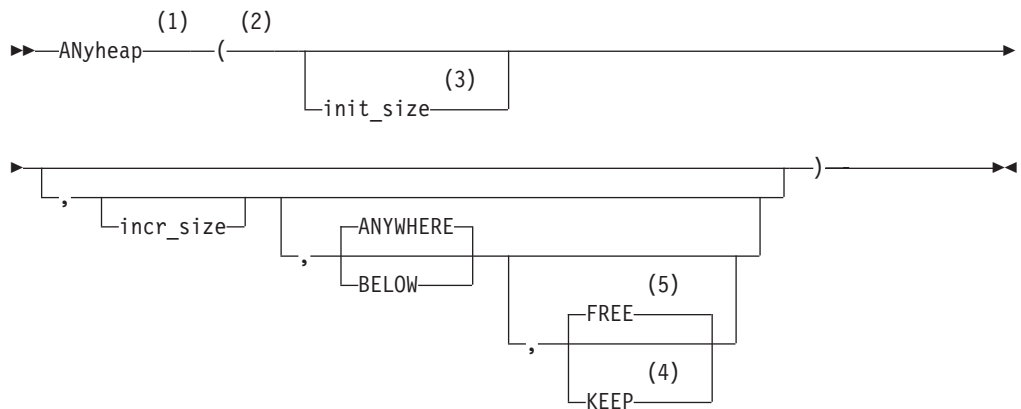 (1) (2)
ANyheap (
(3)
init_size
)
,
incr_size
ANYWHERE
,
BELOW
(5)
FREE
,
(4)
KEEP